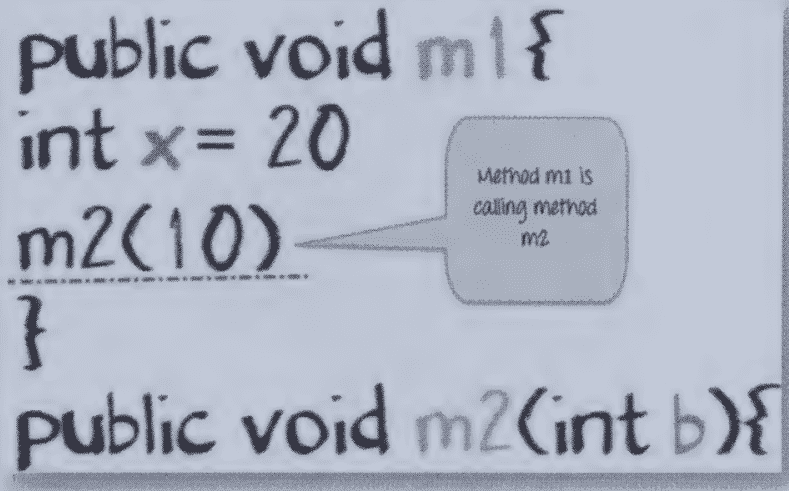 public void m1 {
int x = 20
m2(10)
Method m1 is
calling method
m2
}
public void m2(int b){